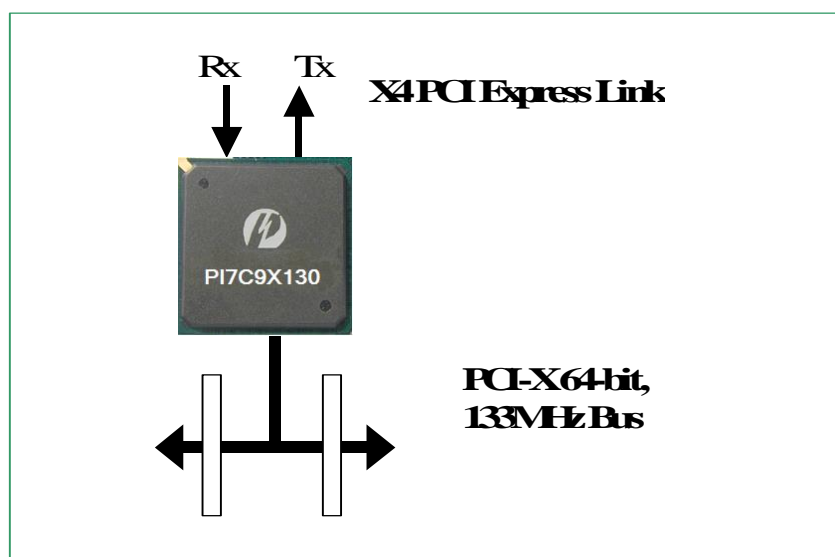 Rx Tx
X4 PCI Express Link
PI7C9X130
PCI-X 64-bit,
133MHz Bus